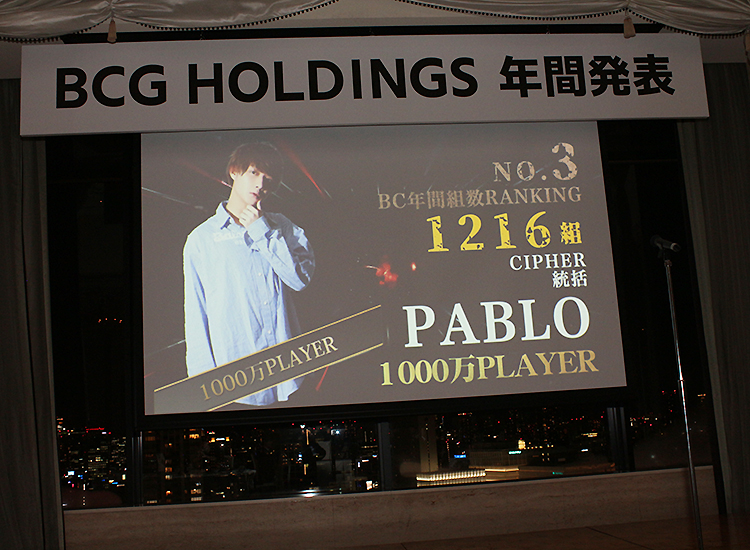 BCG HOLDINGS 年間発表
NO.3
BC年間組数RANKING
1216組
CIPHER
統括
PABLO
1000万PLAYER
1000万PLAYER